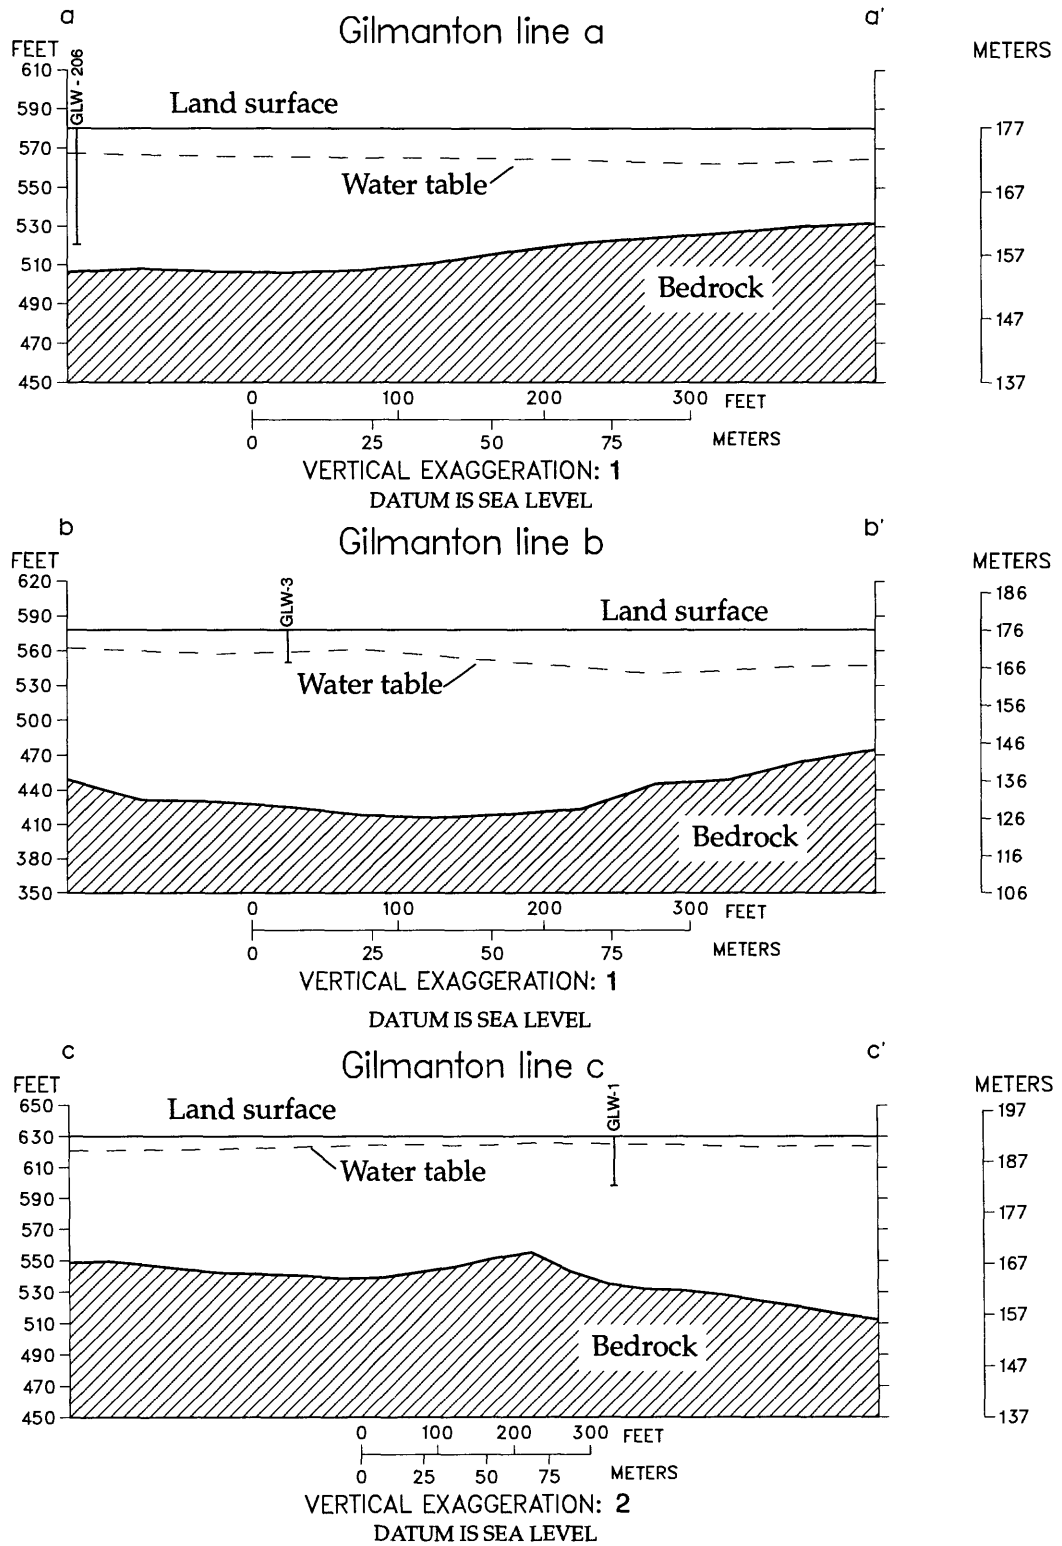 a Gilmanton line a a'
FEET METERS
GLW - 206
610
590 Land surface
570 177
550 Water table 167
530
510 157
490 Bedrock
147
470
450 137
0 100 200 300 FEET
0 25 50 75 METERS
VERTICAL EXAGGERATION: 1
DATUM IS SEA LEVEL
b Gilmanton line b b'
FEET METERS
GLW-3
620 186
590 Land surface 176
560 166
530 Water table 156
500
470 146
440 136
410 Bedrock 126
380 116
350 106
0 100 200 300 FEET
0 25 50 75 METERS
VERTICAL EXAGGERATION: 1
DATUM IS SEA LEVEL
c Gilmanton line c c'
FEET METERS
GLW-1
650 Land surface 197
630
610 Water table 187
590 177
570
550 167
530
510 157
490 Bedrock
470 147
450 137
0 100 200 300 FEET
0 25 50 75 METERS
VERTICAL EXAGGERATION: 2
DATUM IS SEA LEVEL